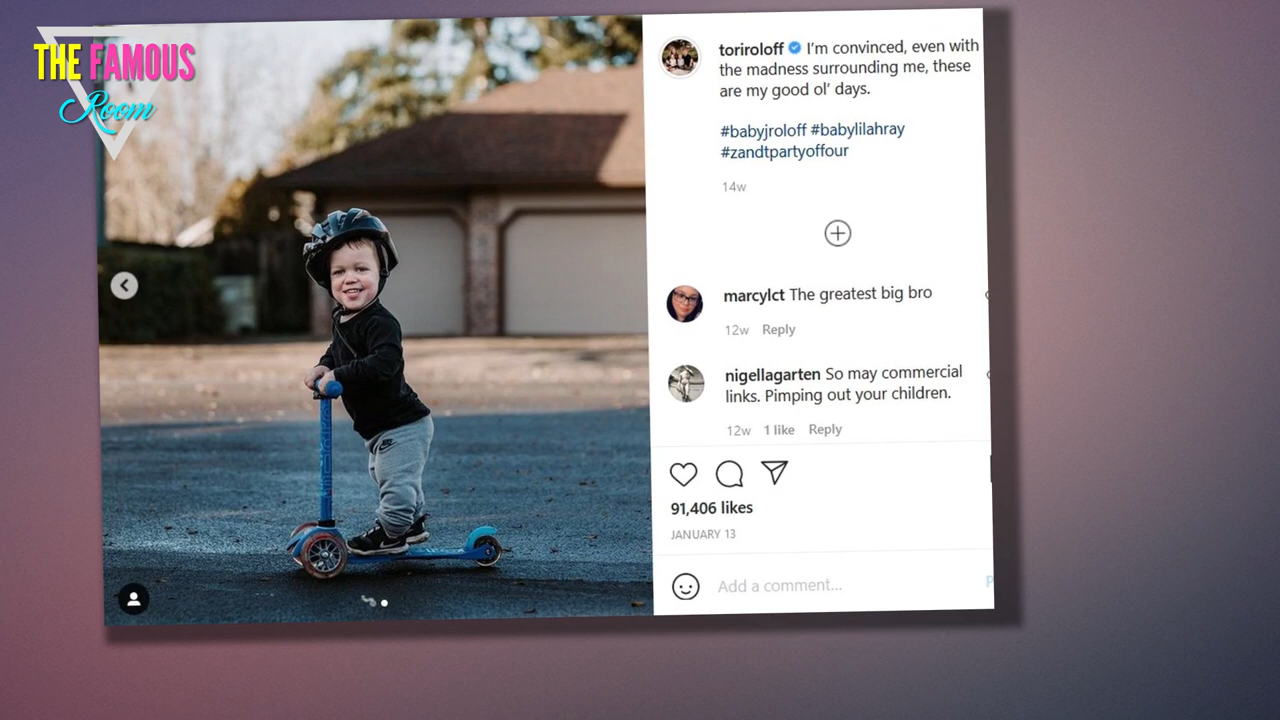 THE FAMOUS
Room
toriroloff I'm convinced, even with
the madness surrounding me, these
are my good ol' days.
#babyjroloff #babylilahray
#zandtpartyoffour
14w
marcylct The greatest big bro
12w Reply
nigellagarten So may commercial
links. Pimping out your children.
12w 1 like Reply
91,406 likes
JANUARY 13
Add a comment...
P